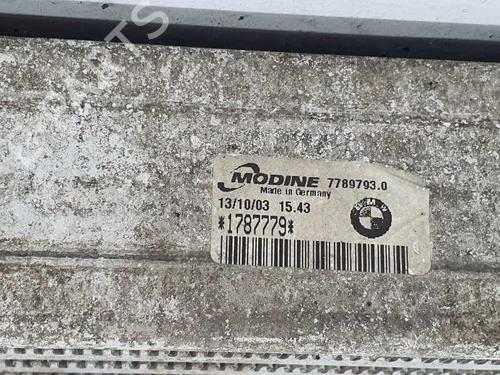 MODINE 7789793.0
Made in Germany
13/10/03 15.43
*1787779*
BMW